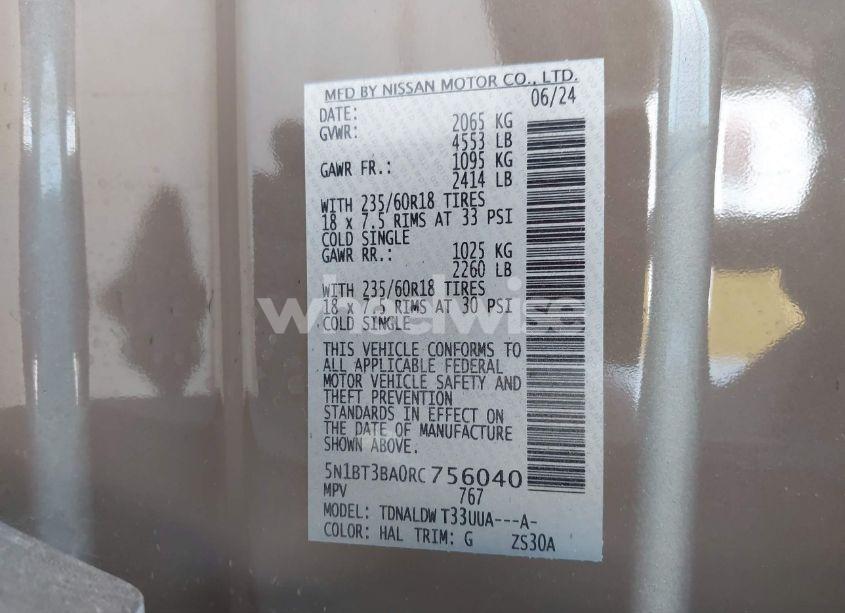 MFD BY NISSAN MOTOR CO., LTD.
DATE: 06/24
GVWR: 2065 KG
4553 LB
GAWR FR.: 1095 KG
2414 LB
WITH 235/60R18 TIRES
18 x 7.5 RIMS AT 33 PSI
COLD SINGLE
GAWR RR.: 1025 KG
2260 LB
WITH 235/60R18 TIRES
18 x 7.5 RIMS AT 30 PSI
COLD SINGLE
wheelwise
THIS VEHICLE CONFORMS TO
ALL APPLICABLE FEDERAL
MOTOR VEHICLE SAFETY AND
THEFT PREVENTION
STANDARDS IN EFFECT ON
THE DATE OF MANUFACTURE
SHOWN ABOVE.
5N1BT3BA0RC756040
MPV 767
MODEL: TDNALDW T33UUA---A-
COLOR: HAL TRIM: G ZS30A